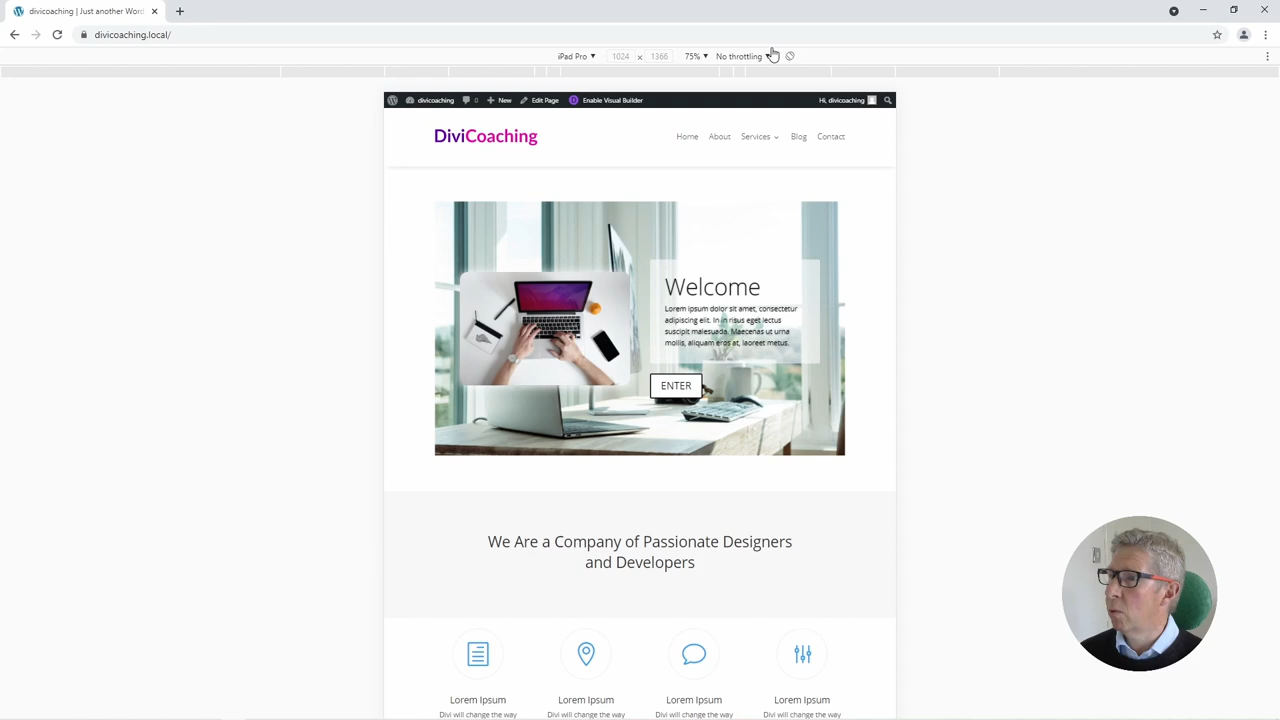 divicoaching | Just another Word
divicoaching.local/
iPad Pro 1024 x 1366 75% No throttling
divicoaching 0 New Edit Page Enable Visual Builder Hi, divicoaching
DiviCoaching
Home About Services Blog Contact
Welcome
Lorem ipsum dolor sit amet, consectetur
adipiscing elit. In in risus eget lectus
suscipit malesuada. Maecenas ut urna
mollis, aliquam eros at, laoreet metus.
ENTER
We Are a Company of Passionate Designers
and Developers
Lorem Ipsum Lorem Ipsum Lorem Ipsum Lorem Ipsum
Divi will change the way Divi will change the way Divi will change the way Divi will change the way